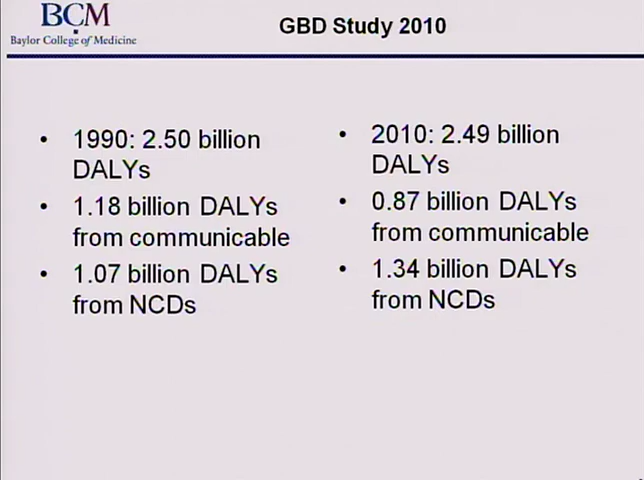 BCM
Baylor College of Medicine
GBD Study 2010
• 1990: 2.50 billion
DALYs
• 1.18 billion DALYs
from communicable
• 1.07 billion DALYs
from NCDs
• 2010: 2.49 billion
DALYs
• 0.87 billion DALYs
from communicable
• 1.34 billion DALYs
from NCDs